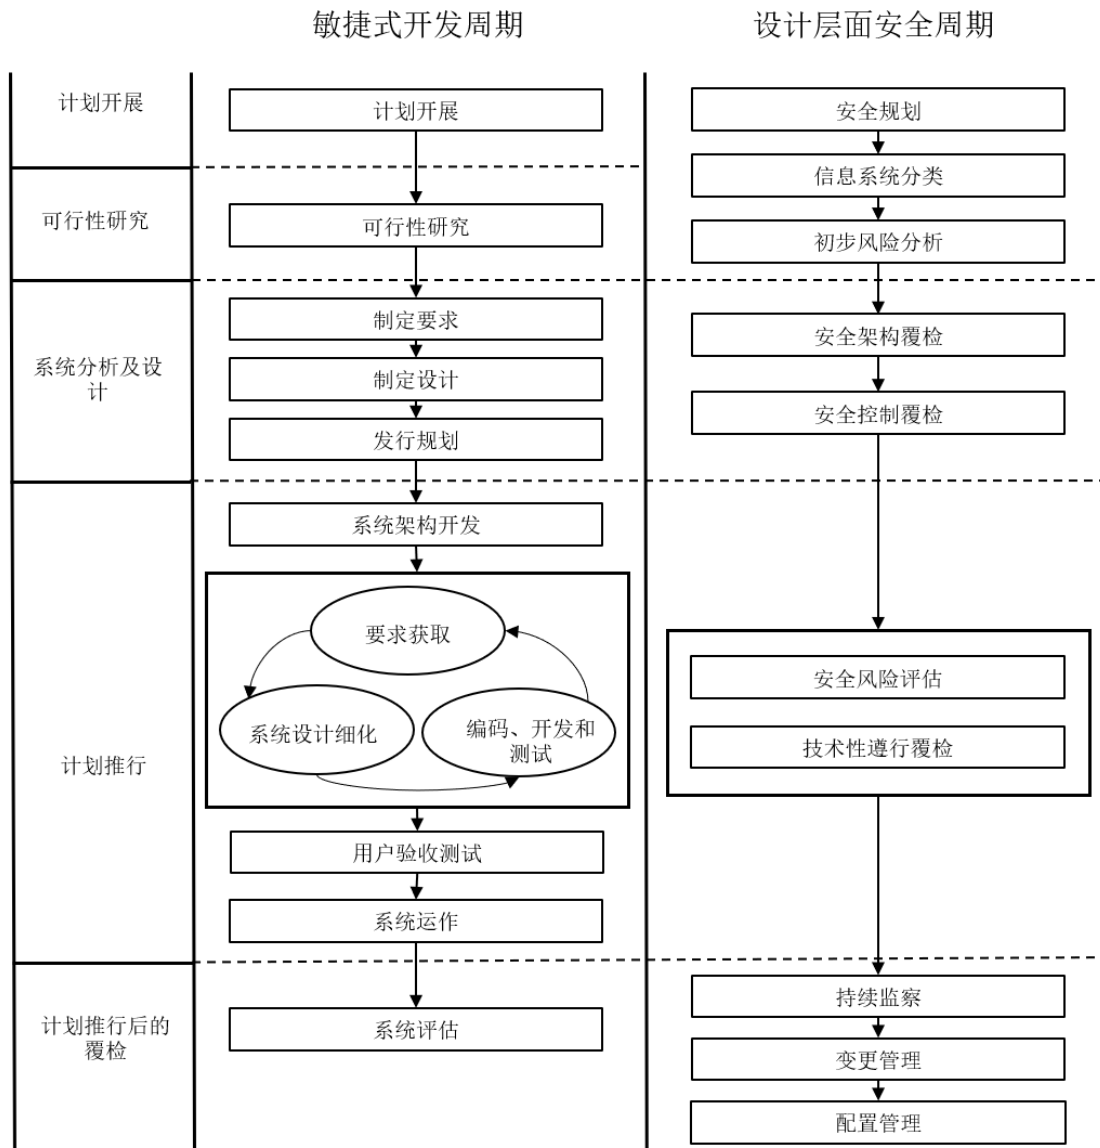 敏捷式开发周期
设计层面安全周期
计划开展
计划开展
安全规划
信息系统分类
可行性研究
可行性研究
初步风险分析
系统分析及设
计
制定要求
制定设计
发行规划
安全架构覆检
安全控制覆检
计划推行
系统架构开发
要求获取
系统设计细化
编码、开发和
测试
用户验收测试
系统运作
安全风险评估
技术性遵行覆检
计划推行后的
覆检
系统评估
持续监察
变更管理
配置管理